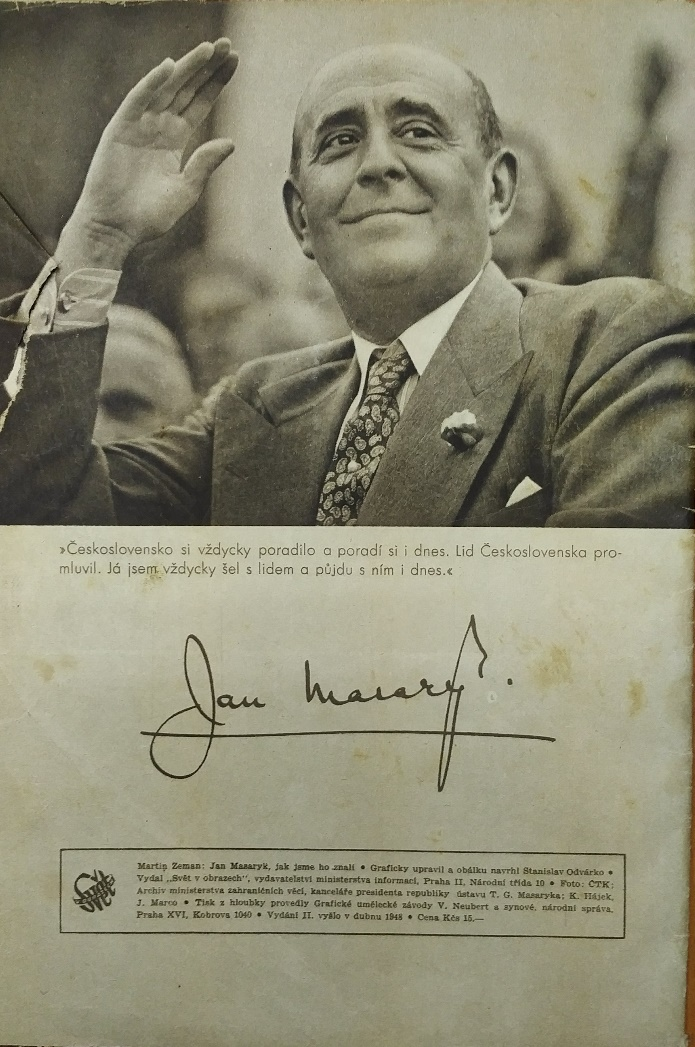 »Československo si vždycky poradilo a poradí si i dnes. Lid Československa pro-
mluvil. Já jsem vždycky šel s lidem a půjdu s ním i dnes.«
Jan Masaryk.
Svět
Martin Zeman: Jan Masaryk, jak jsme ho znali • Graficky upravil a obálku navrhl Stanislav Odvárko •
Vydal „Svět v obrazech", vydavatelství ministerstva informací, Praha II, Národní třída 10 • Foto: ČTK;
Archiv ministerstva zahraničních věcí, kanceláře presidenta republiky ústavu T. G. Masaryka; K. Hájek,
J. Marco • Tisk z hloubky provedly Grafické umělecké závody V. Neubert a synové, národní správa,
Praha XVI, Kobrova 1040 • Vydání II. vyšlo v dubnu 1948 • Cena Kčs 15.—